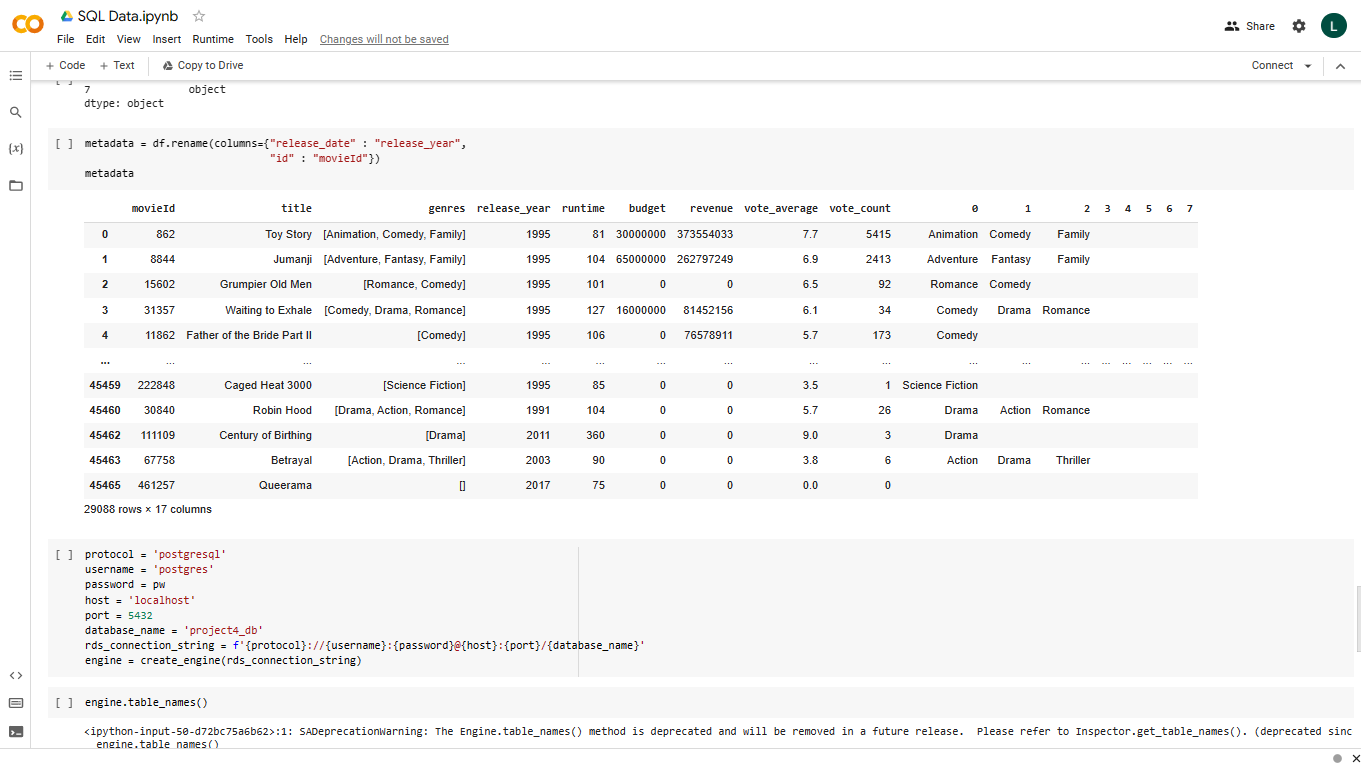 SQL Data.ipynb
Share
L
File Edit View Insert Runtime Tools Help Changes will not be saved
+ Code + Text Copy to Drive
Connect
[ ]
7 object
dtype: object
{x}
[ ] metadata = df.rename(columns={"release_date" : "release_year",
"id" : "movieId"})
metadata
movieId title genres release_year runtime budget revenue vote_average vote_count 0 1 2 3 4 5 6 7
0 862 Toy Story [Animation, Comedy, Family] 1995 81 30000000 373554033 7.7 5415 Animation Comedy Family
1 8844 Jumanji [Adventure, Fantasy, Family] 1995 104 65000000 262797249 6.9 2413 Adventure Fantasy Family
2 15602 Grumpier Old Men [Romance, Comedy] 1995 101 0 0 6.5 92 Romance Comedy
3 31357 Waiting to Exhale [Comedy, Drama, Romance] 1995 127 16000000 81452156 6.1 34 Comedy Drama Romance
4 11862 Father of the Bride Part II [Comedy] 1995 106 0 76578911 5.7 173 Comedy
... ... ... ... ... ... ... ... ... ... ... ... ... ... ... ... ... ...
45459 222848 Caged Heat 3000 [Science Fiction] 1995 85 0 0 3.5 1 Science Fiction
45460 30840 Robin Hood [Drama, Action, Romance] 1991 104 0 0 5.7 26 Drama Action Romance
45462 111109 Century of Birthing [Drama] 2011 360 0 0 9.0 3 Drama
45463 67758 Betrayal [Action, Drama, Thriller] 2003 90 0 0 3.8 6 Action Drama Thriller
45465 461257 Queerama [] 2017 75 0 0 0.0 0
29088 rows × 17 columns
[ ] protocol = 'postgresql'
username = 'postgres'
password = pw
host = 'localhost'
port = 5432
database_name = 'project4_db'
rds_connection_string = f'{protocol}://{username}:{password}@{host}:{port}/{database_name}'
engine = create_engine(rds_connection_string)
[ ] engine.table_names()
<ipython-input-50-d72bc75a6b62>:1: SADeprecationWarning: The Engine.table_names() method is deprecated and will be removed in a future release. Please refer to Inspector.get_table_names(). (deprecated sinc
engine.table_names()